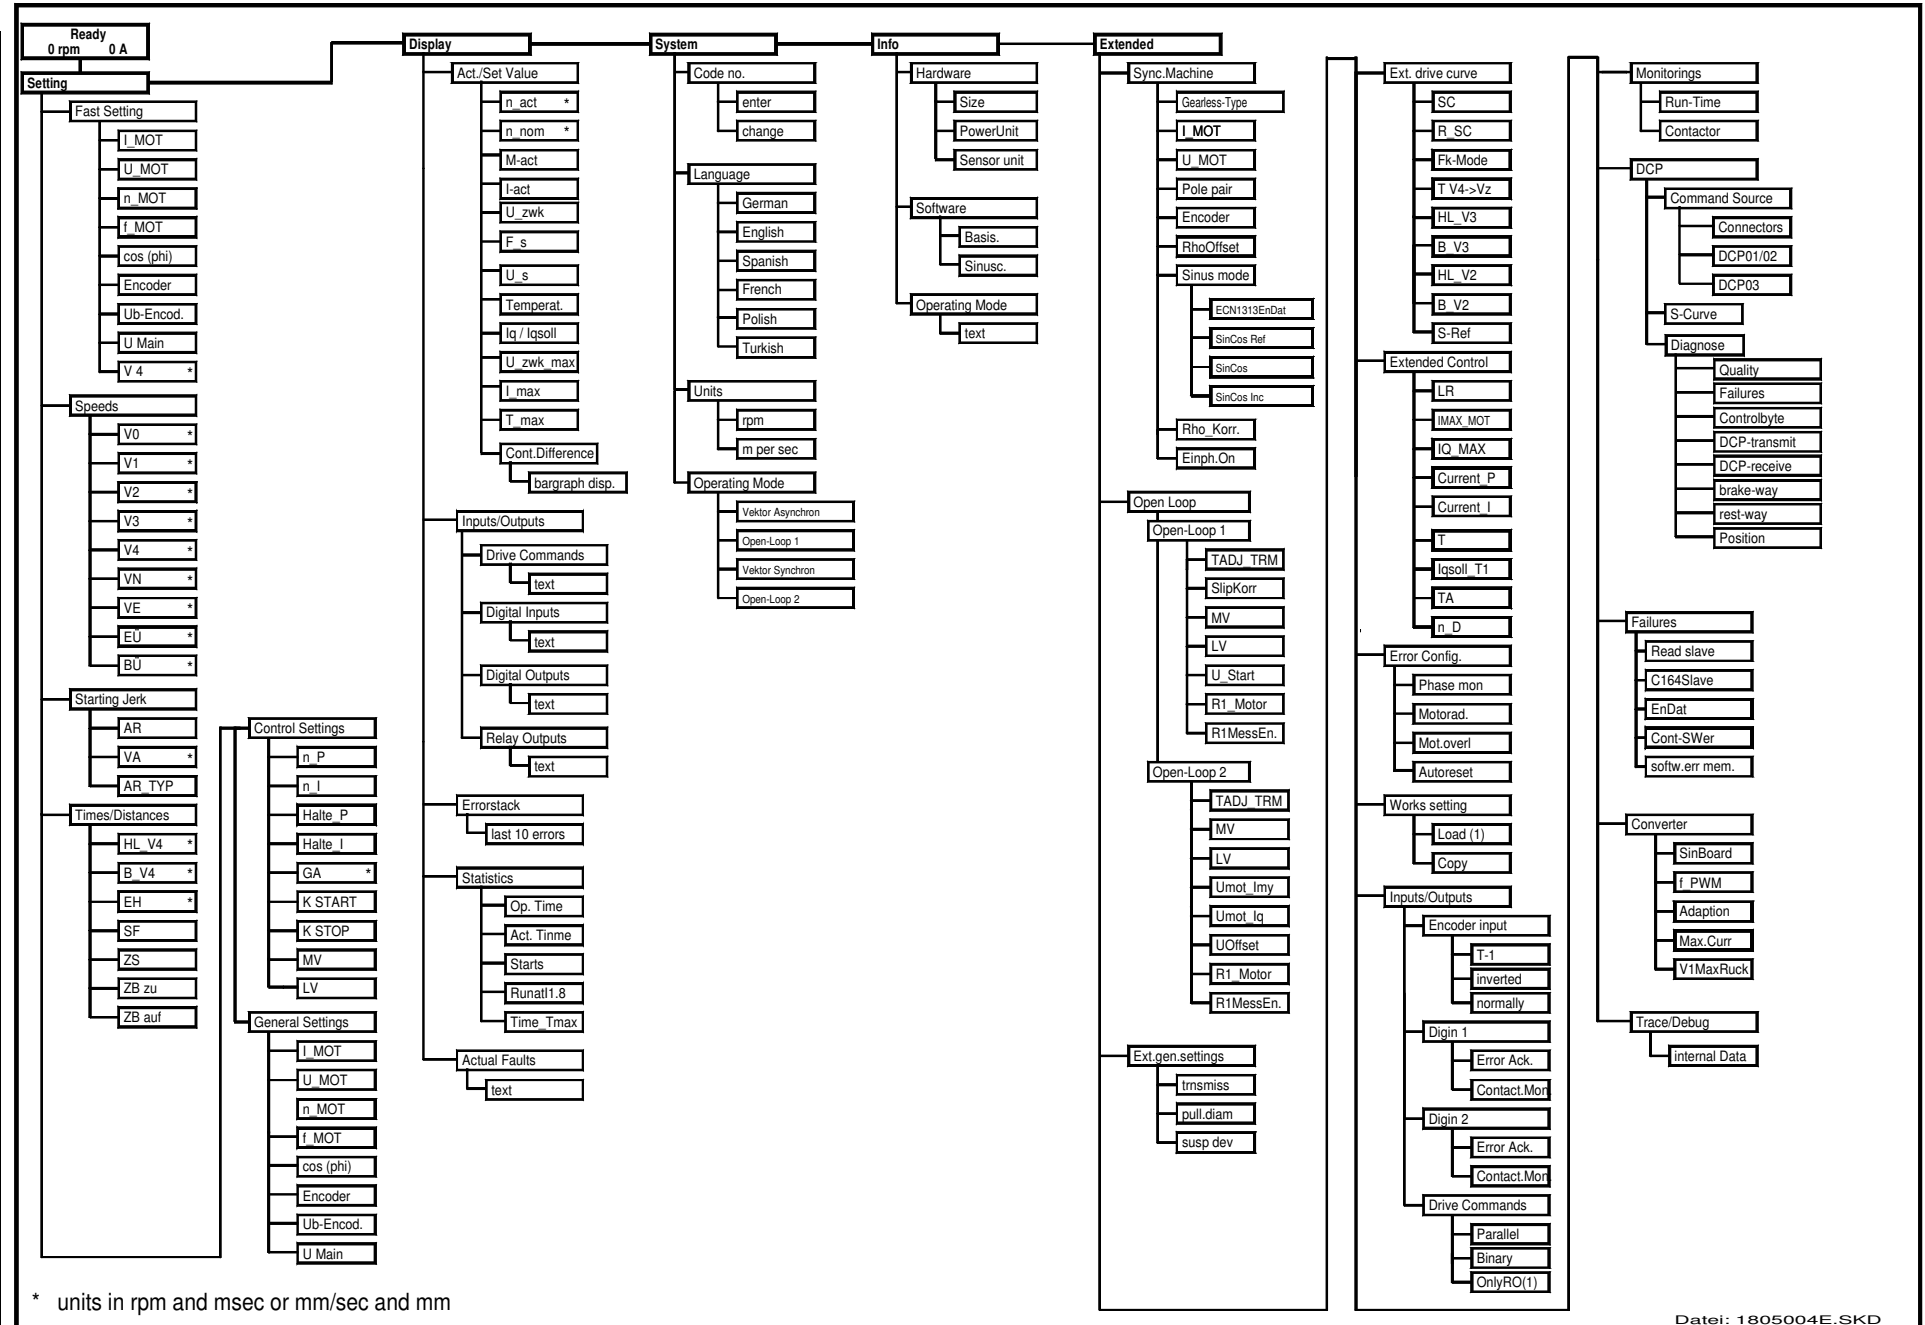 Ready
0 rpm 0 A
Setting
Fast Setting
I_MOT
U_MOT
n_MOT
f_MOT
cos (phi)
Encoder
Ub-Encod.
U Main
V 4 *
Speeds
V0 *
V1 *
V2 *
V3 *
V4 *
VN *
VE *
EÜ *
BÜ *
Starting Jerk
AR
VA *
AR_TYP
Times/Distances
HL_V4 *
B_V4 *
EH *
SF
ZS
ZB zu
ZB auf
Control Settings
n_P
n_I
Halte_P
Halte_I
GA *
K START
K STOP
MV
LV
General Settings
I_MOT
U_MOT
n_MOT
f_MOT
cos (phi)
Encoder
Ub-Encod.
U Main
Display
Act./Set Value
n_act *
n_nom *
M-act
I-act
U_zwk
F_s
U_s
Temperat.
Iq / Iqsoll
U_zwk_max
I_max
T_max
Cont.Difference
bargraph disp.
Inputs/Outputs
Drive Commands
text
Digital Inputs
text
Digital Outputs
text
Relay Outputs
text
Errorstack
last 10 errors
Statistics
Op. Time
Act. Tinme
Starts
RunatI1.8
Time_Tmax
Actual Faults
text
System
Code no.
enter
change
Language
German
English
Spanish
French
Polish
Turkish
Units
rpm
m per sec
Operating Mode
Vektor Asynchron
Open-Loop 1
Vektor Synchron
Open-Loop 2
Info
Hardware
Size
PowerUnit
Sensor unit
Software
Basis.
Sinusc.
Operating Mode
text
Extended
Sync.Machine
Gearless-Type
I_MOT
U_MOT
Pole pair
Encoder
RhoOffset
Sinus mode
ECN1313EnDat
SinCos Ref
SinCos
SinCos Inc
Rho_Korr.
Einph.On
Open Loop
Open-Loop 1
TADJ_TRM
SlipKorr
MV
LV
U_Start
R1_Motor
R1MessEn.
Open-Loop 2
TADJ_TRM
MV
LV
Umot_Imy
Umot_Iq
UOffset
R1_Motor
R1MessEn.
Ext.gen.settings
trnsmiss
pull.diam
susp dev
Ext. drive curve
SC
R_SC
Fk-Mode
T V4->Vz
HL_V3
B_V3
HL_V2
B_V2
S-Ref
Extended Control
LR
IMAX_MOT
IQ_MAX
Current_P
Current_I
T
Iqsoll_T1
TA
n_D
Error Config.
Phase mon
Motorad.
Mot.overl
Autoreset
Works setting
Load (1)
Copy
Inputs/Outputs
Encoder input
T-1
inverted
normally
Digin 1
Error Ack.
Contact.Mon.
Digin 2
Error Ack.
Contact.Mon.
Drive Commands
Parallel
Binary
OnlyRO(1)
Monitorings
Run-Time
Contactor
DCP
Command Source
Connectors
DCP01/02
DCP03
S-Curve
Diagnose
Quality
Failures
Controlbyte
DCP-transmit
DCP-receive
brake-way
rest-way
Position
Failures
Read slave
C164Slave
EnDat
Cont-SWer
softw.err mem.
Converter
SinBoard
f_PWM
Adaption
Max.Curr
V1MaxRuck
Trace/Debug
internal Data
* units in rpm and msec or mm/sec and mm
Datei: 1805004E.SKD